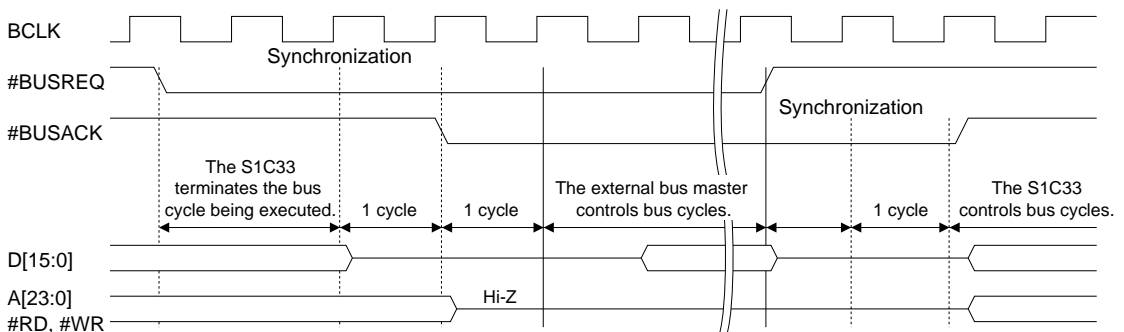 BCLK
Synchronization
#BUSREQ
Synchronization
#BUSACK
The S1C33
terminates the bus
cycle being executed.
1 cycle
1 cycle
The external bus master
controls bus cycles.
1 cycle
The S1C33
controls bus cycles.
D[15:0]
A[23:0]
Hi-Z
#RD, #WR